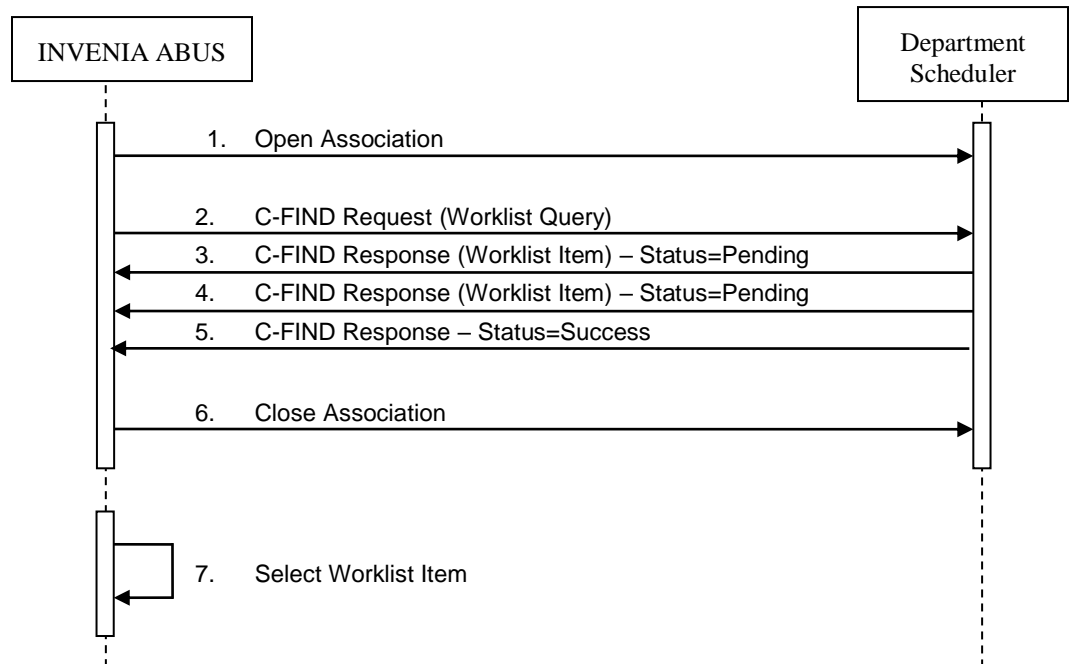 INVENIA ABUS
Department
Scheduler
1. Open Association
2. C-FIND Request (Worklist Query)
3. C-FIND Response (Worklist Item) – Status=Pending
4. C-FIND Response (Worklist Item) – Status=Pending
5. C-FIND Response – Status=Success
6. Close Association
7. Select Worklist Item